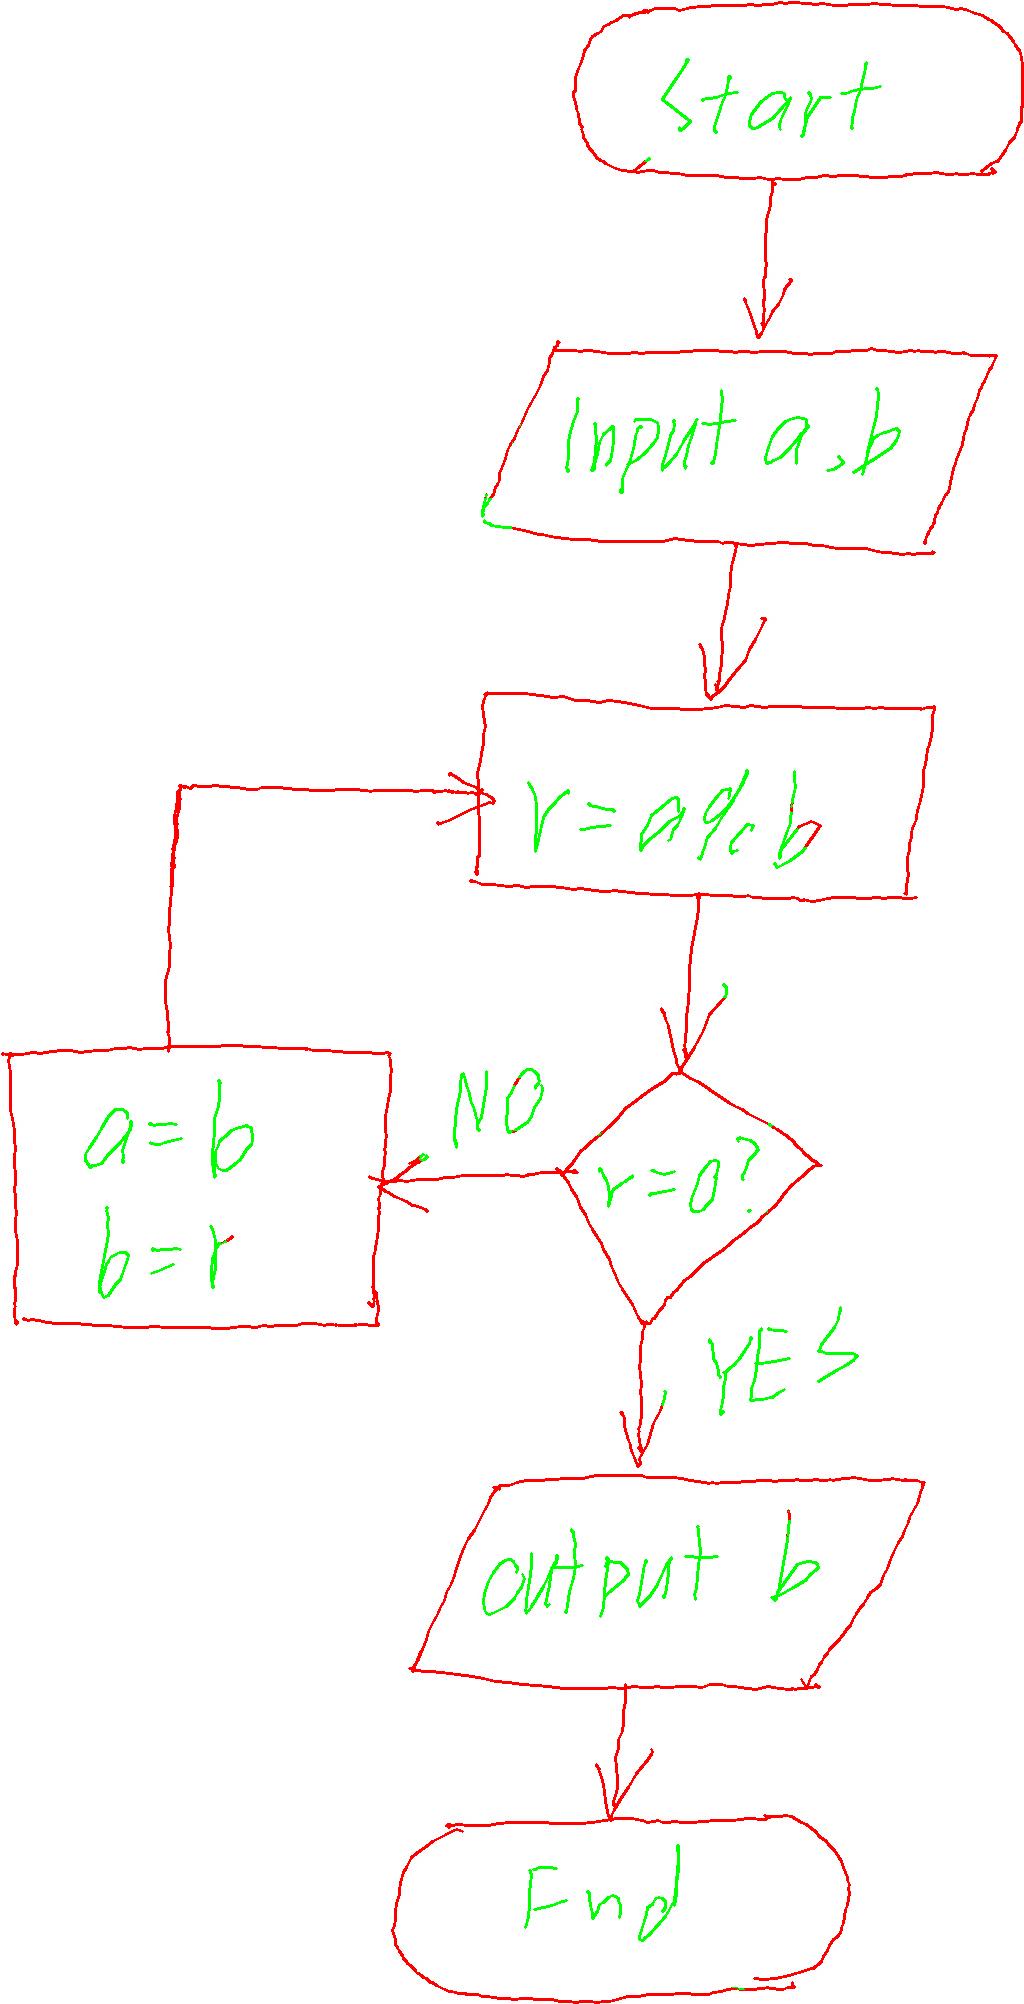 Start
Input a,b
r=a%b
NO
r=0?
a=b
b=r
YES
output b
End